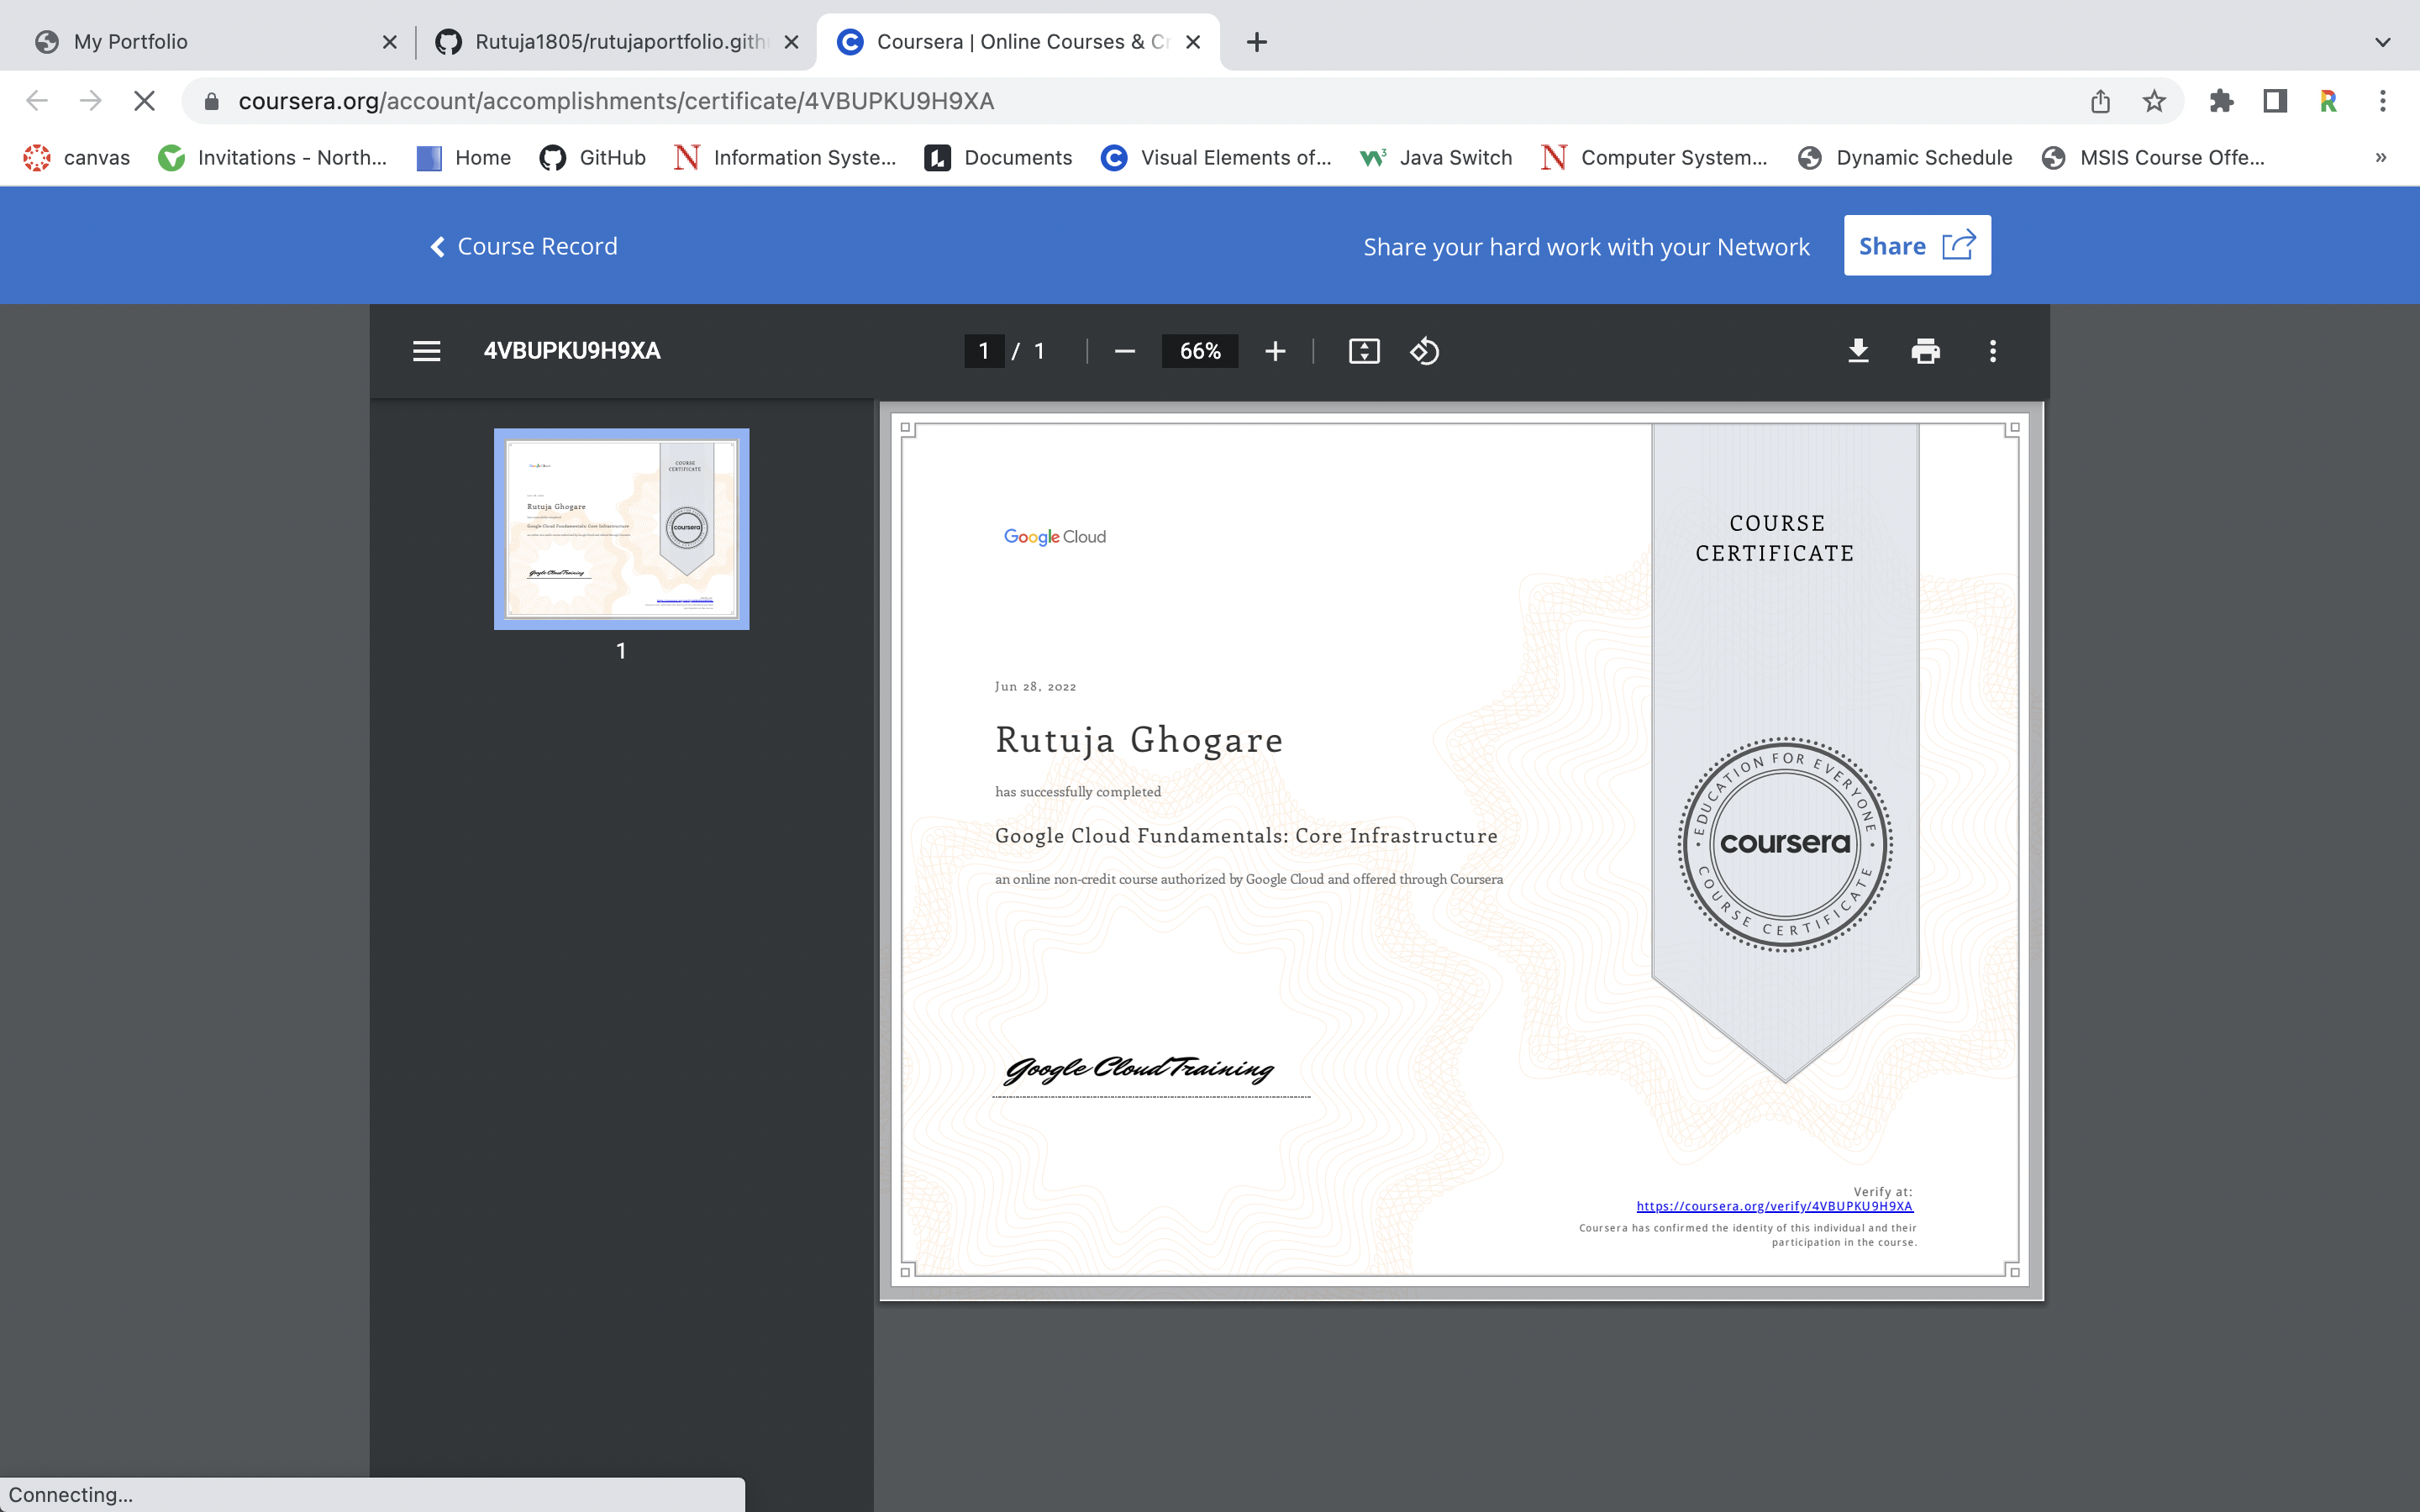 My Portfolio
Rutuja1805/rutujaportfolio.gith
Coursera | Online Courses & Cr
coursera.org/account/accomplishments/certificate/4VBUPKU9H9XA
canvas
Invitations - North...
Home
GitHub
Information Syste...
Documents
Visual Elements of...
Java Switch
Computer System...
Dynamic Schedule
MSIS Course Offe...
Course Record
Share your hard work with your Network
Share
4VBUPKU9H9XA
1 / 1
66%
1
Google Cloud
COURSE
CERTIFICATE
Jun 28, 2022
Rutuja Ghogare
has successfully completed
Google Cloud Fundamentals: Core Infrastructure
an online non-credit course authorized by Google Cloud and offered through Coursera
EDUCATION FOR EVERYONE
coursera
COURSE CERTIFICATE
Google Cloud Training
Verify at:
https://coursera.org/verify/4VBUPKU9H9XA
Coursera has confirmed the identity of this individual and their
participation in the course.
Connecting...